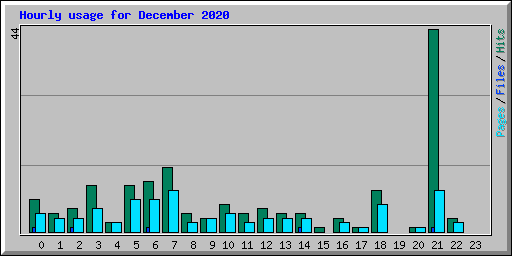 Hourly usage for December 2020
44
Pages/Files/Hits
0 1 2 3 4 5 6 7 8 9 10 11 12 13 14 15 16 17 18 19 20 21 22 23